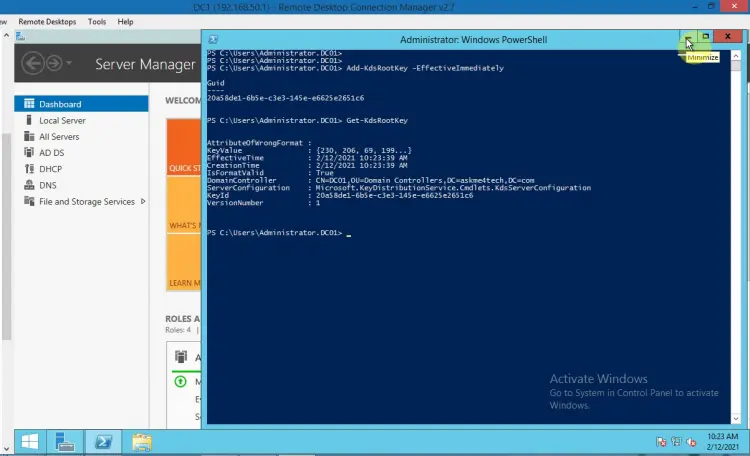 DC1 (192.168.50.1) - Remote Desktop Connection Manager v2.7
ew Remote Desktops Tools Help
Server Manager
Dashboard
Local Server
All Servers
AD DS
DHCP
DNS
File and Storage Services
WELCOM
QUICK ST
WHAT'S
LEARN M
ROLES A
Roles: 4 |
A
M
E
S
Administrator: Windows PowerShell
Minimize
PS C:\Users\Administrator.DC01>
PS C:\Users\Administrator.DC01>
PS C:\Users\Administrator.DC01> Add-KdsRootKey -EffectiveImmediately
Guid
----
20a58de1-6b5e-c3e3-145e-e6625e2651c6
PS C:\Users\Administrator.DC01> Get-KdsRootKey
AttributeOfWrongFormat :
KeyValue : {230, 206, 69, 199...}
EffectiveTime : 2/12/2021 10:23:39 AM
CreationTime : 2/12/2021 10:23:39 AM
IsFormatValid : True
DomainController : CN=DC01,OU=Domain Controllers,DC=askme4tech,DC=com
ServerConfiguration : Microsoft.KeyDistributionService.Cmdlets.KdsServerConfiguration
KeyId : 20a58de1-6b5e-c3e3-145e-e6625e2651c6
VersionNumber : 1
PS C:\Users\Administrator.DC01> _
Activate Windows
Go to System in Control Panel to activate
Windows.
10:23 AM
2/12/2021